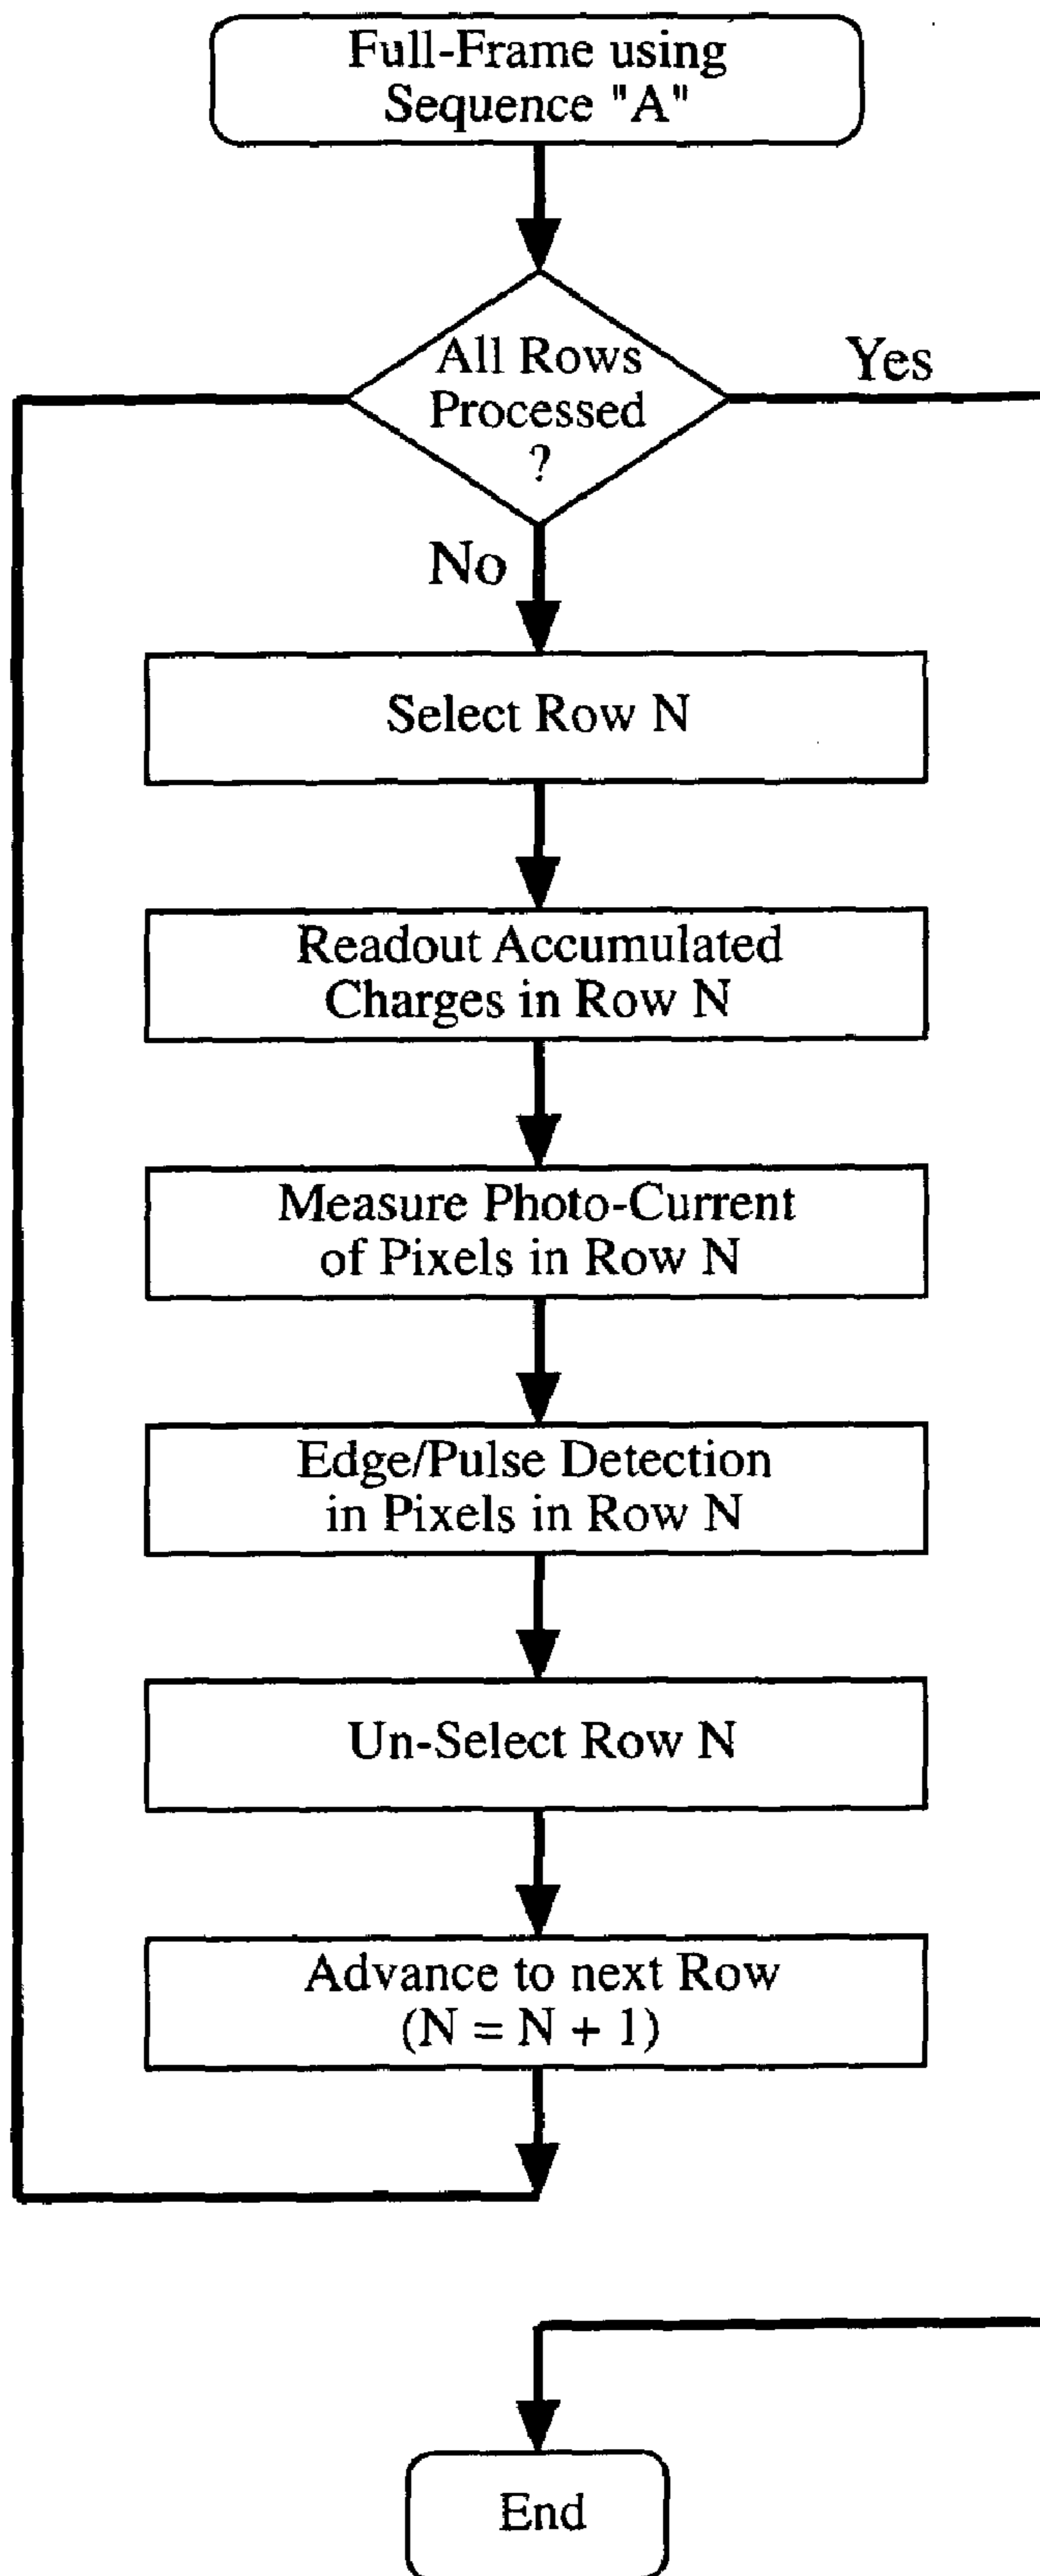 Full-Frame using
Sequence "A"
All Rows
Processed
?
Yes
No
Select Row N
Readout Accumulated
Charges in Row N
Measure Photo-Current
of Pixels in Row N
Edge/Pulse Detection
in Pixels in Row N
Un-Select Row N
Advance to next Row
(N = N + 1)
End